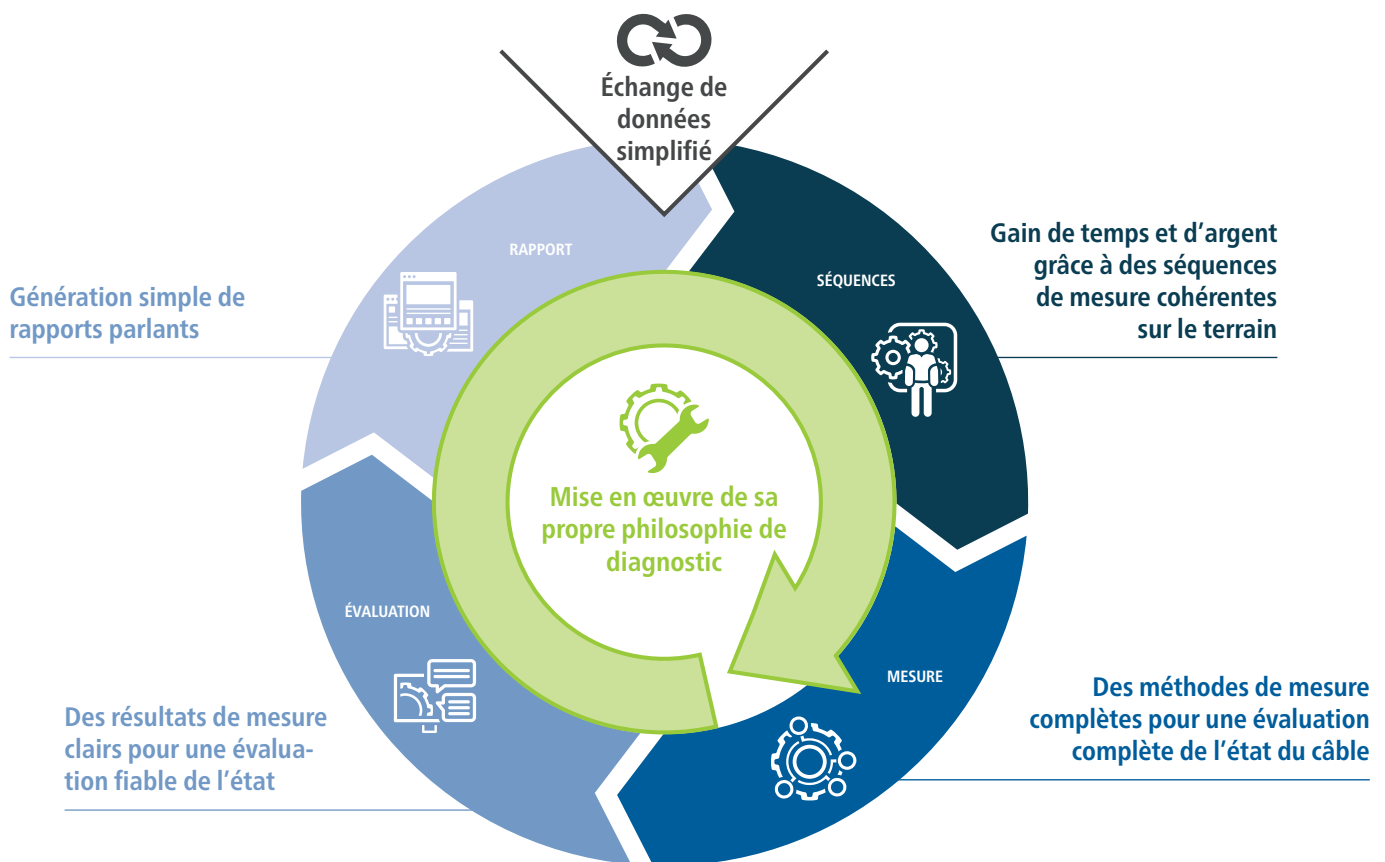 Échange de
données
simplifié
RAPPORT
SÉQUENCES
Gain de temps et d'argent
grâce à des séquences
de mesure cohérentes
sur le terrain
Génération simple de
rapports parlants
Mise en œuvre de sa
propre philosophie de
diagnostic
ÉVALUATION
MESURE
Des méthodes de mesure
complètes pour une évaluation
complète de l'état du câble
Des résultats de mesure
clairs pour une évalua-
tion fiable de l'état